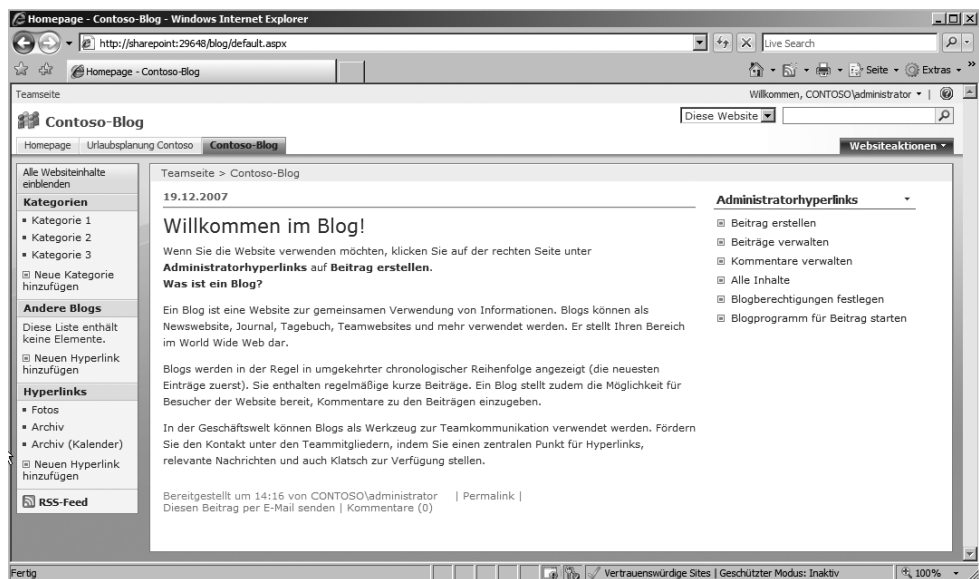 Homepage - Contoso-Blog - Windows Internet Explorer
http://sharepoint:29648/blog/default.aspx
Live Search
Homepage - Contoso-Blog
Seite
Extras
Teamseite
Willkommen, CONTOSO\administrator
Contoso-Blog
Diese Website
Homepage
Urlaubsplanung Contoso
Contoso-Blog
Websiteaktionen
Alle Websiteinhalte
einblenden
Kategorien
Kategorie 1
Kategorie 2
Kategorie 3
Neue Kategorie
hinzufügen
Andere Blogs
Diese Liste enthält
keine Elemente.
Neuen Hyperlink
hinzufügen
Hyperlinks
Fotos
Archiv
Archiv (Kalender)
Neuen Hyperlink
hinzufügen
RSS-Feed
Teamseite > Contoso-Blog
19.12.2007
Willkommen im Blog!
Wenn Sie die Website verwenden möchten, klicken Sie auf der rechten Seite unter
Administratorhyperlinks auf Beitrag erstellen.
Was ist ein Blog?
Ein Blog ist eine Website zur gemeinsamen Verwendung von Informationen. Blogs können als
Newswebsite, Journal, Tagebuch, Teamwebsites und mehr verwendet werden. Er stellt Ihren Bereich
im World Wide Web dar.
Blogs werden in der Regel in umgekehrter chronologischer Reihenfolge angezeigt (die neuesten
Einträge zuerst). Sie enthalten regelmäßige kurze Beiträge. Ein Blog stellt zudem die Möglichkeit für
Besucher der Website bereit, Kommentare zu den Beiträgen einzugeben.
In der Geschäftswelt können Blogs als Werkzeug zur Teamkommunikation verwendet werden. Fördern
Sie den Kontakt unter den Teammitgliedern, indem Sie einen zentralen Punkt für Hyperlinks,
relevante Nachrichten und auch Klatsch zur Verfügung stellen.
Bereitgestellt um 14:16 von CONTOSO\administrator | Permalink |
Diesen Beitrag per E-Mail senden | Kommentare (0)
Administratorhyperlinks
Beitrag erstellen
Beiträge verwalten
Kommentare verwalten
Alle Inhalte
Blogberechtigungen festlegen
Blogprogramm für Beitrag starten
Fertig
Vertrauenswürdige Sites | Geschützter Modus: Inaktiv
100%